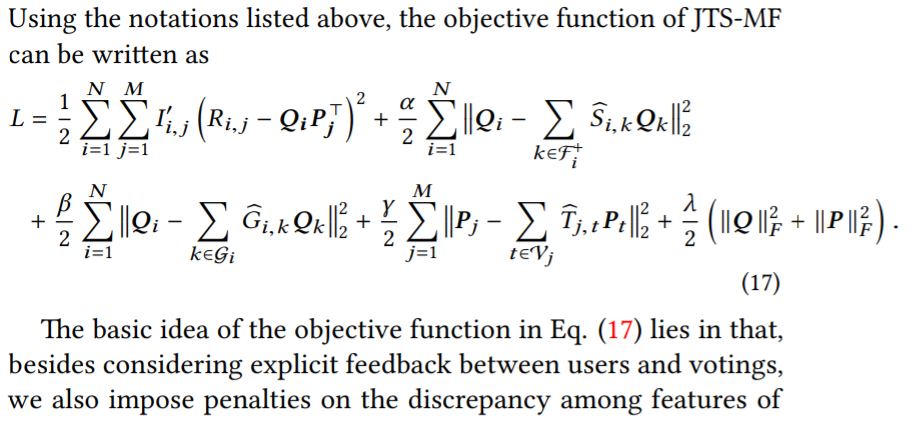 Using the notations listed above, the objective function of JTS-MF
can be written as
L = \frac{1}{2} \sum_{i=1}^{N} \sum_{j=1}^{M} I'_{i,j} \left( R_{i,j} - Q_i P_j^\top \right)^2 + \frac{\alpha}{2} \sum_{i=1}^{N} \| Q_i - \sum_{k \in \mathcal{F}_i^+} \widehat{S}_{i,k} Q_k \|_2^2
+ \frac{\beta}{2} \sum_{i=1}^{N} \| Q_i - \sum_{k \in \mathcal{G}_i} \widehat{G}_{i,k} Q_k \|_2^2 + \frac{\gamma}{2} \sum_{j=1}^{M} \| P_j - \sum_{t \in \mathcal{V}_j} \widehat{T}_{j,t} P_t \|_2^2 + \frac{\lambda}{2} \left( \| Q \|_F^2 + \| P \|_F^2 \right).
(17)
The basic idea of the objective function in Eq. (17) lies in that,
besides considering explicit feedback between users and votings,
we also impose penalties on the discrepancy among features of